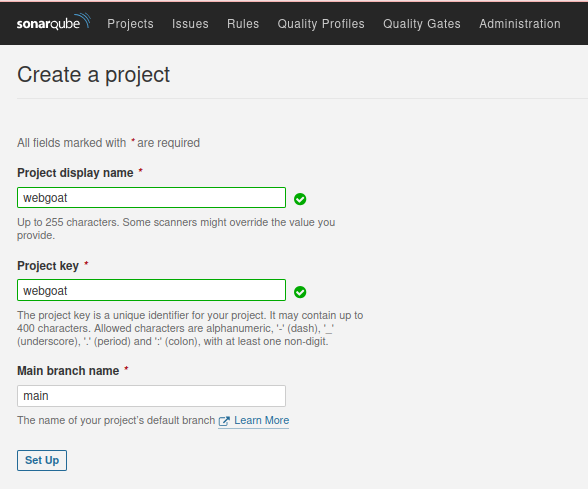 sonarqube Projects Issues Rules Quality Profiles Quality Gates Administration
Create a project
All fields marked with * are required
Project display name *
webgoat
Up to 255 characters. Some scanners might override the value you
provide.
Project key *
webgoat
The project key is a unique identifier for your project. It may contain up to
400 characters. Allowed characters are alphanumeric, '-' (dash), '_'
(underscore), '.' (period) and ':' (colon), with at least one non-digit.
Main branch name *
main
The name of your project's default branch Learn More
Set Up